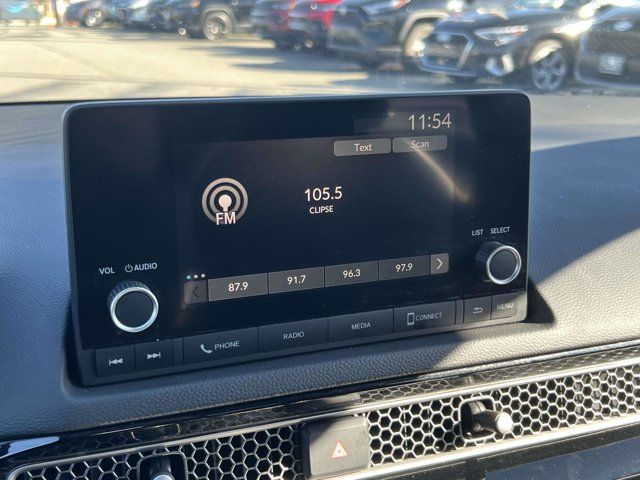 11:54
Text Scan
FM 105.5
CLIPSE
LIST SELECT
VOL AUDIO
87.9 91.7 96.3 97.9
PHONE RADIO MEDIA CONNECT MENU